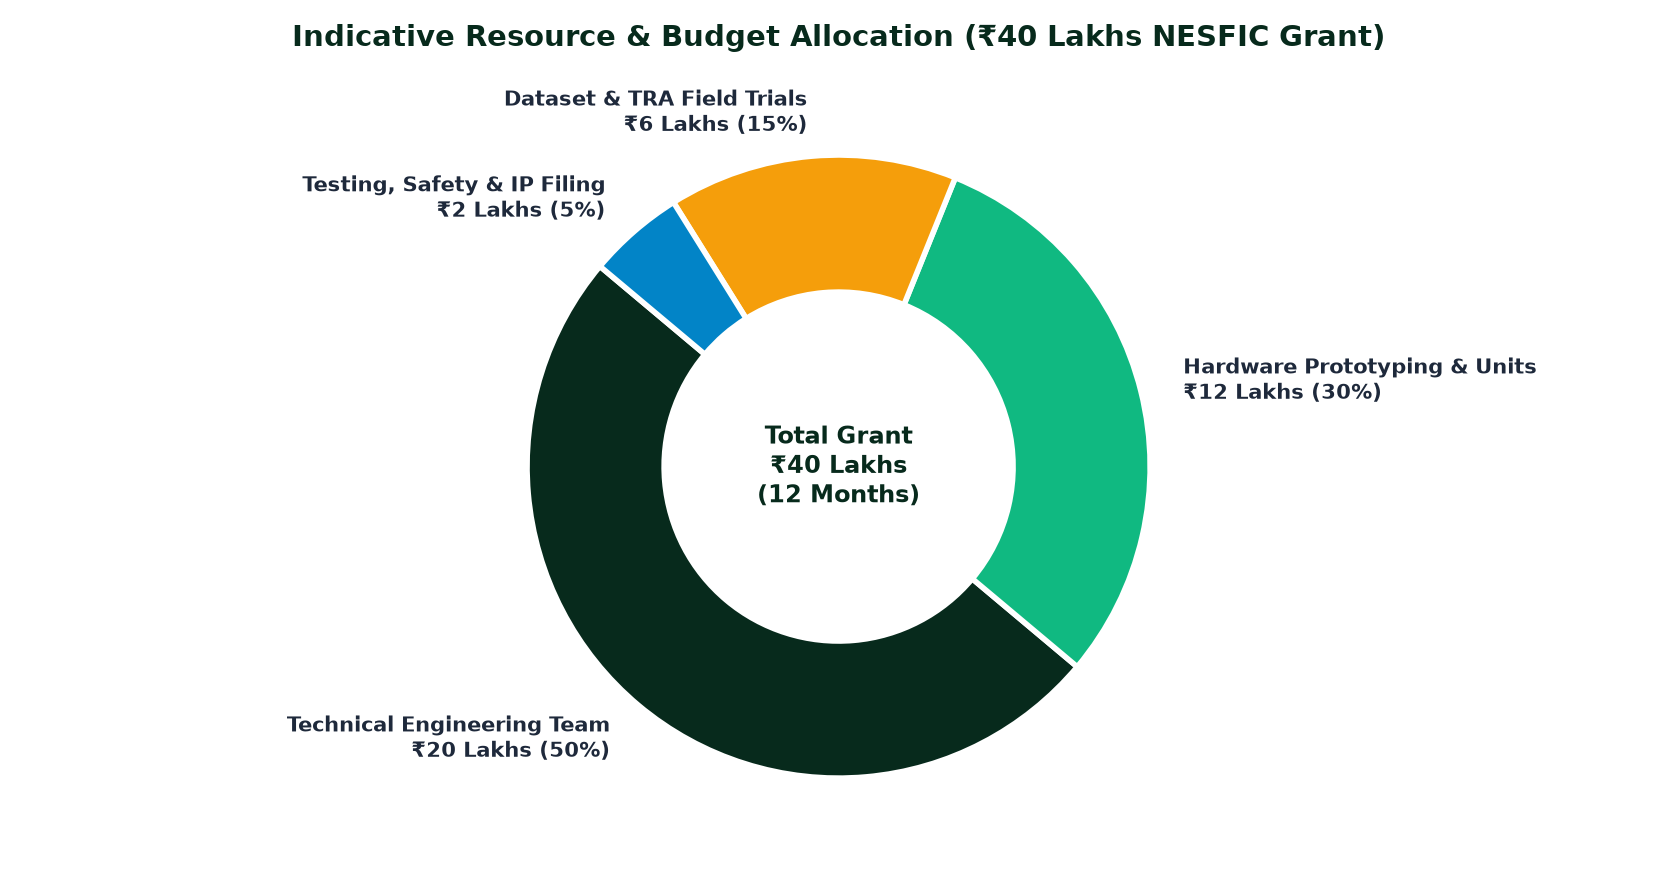 Indicative Resource & Budget Allocation (₹40 Lakhs NESFIC Grant)
Dataset & TRA Field Trials
₹6 Lakhs (15%)
Testing, Safety & IP Filing
₹2 Lakhs (5%)
Hardware Prototyping & Units
₹12 Lakhs (30%)
Total Grant
₹40 Lakhs
(12 Months)
Technical Engineering Team
₹20 Lakhs (50%)